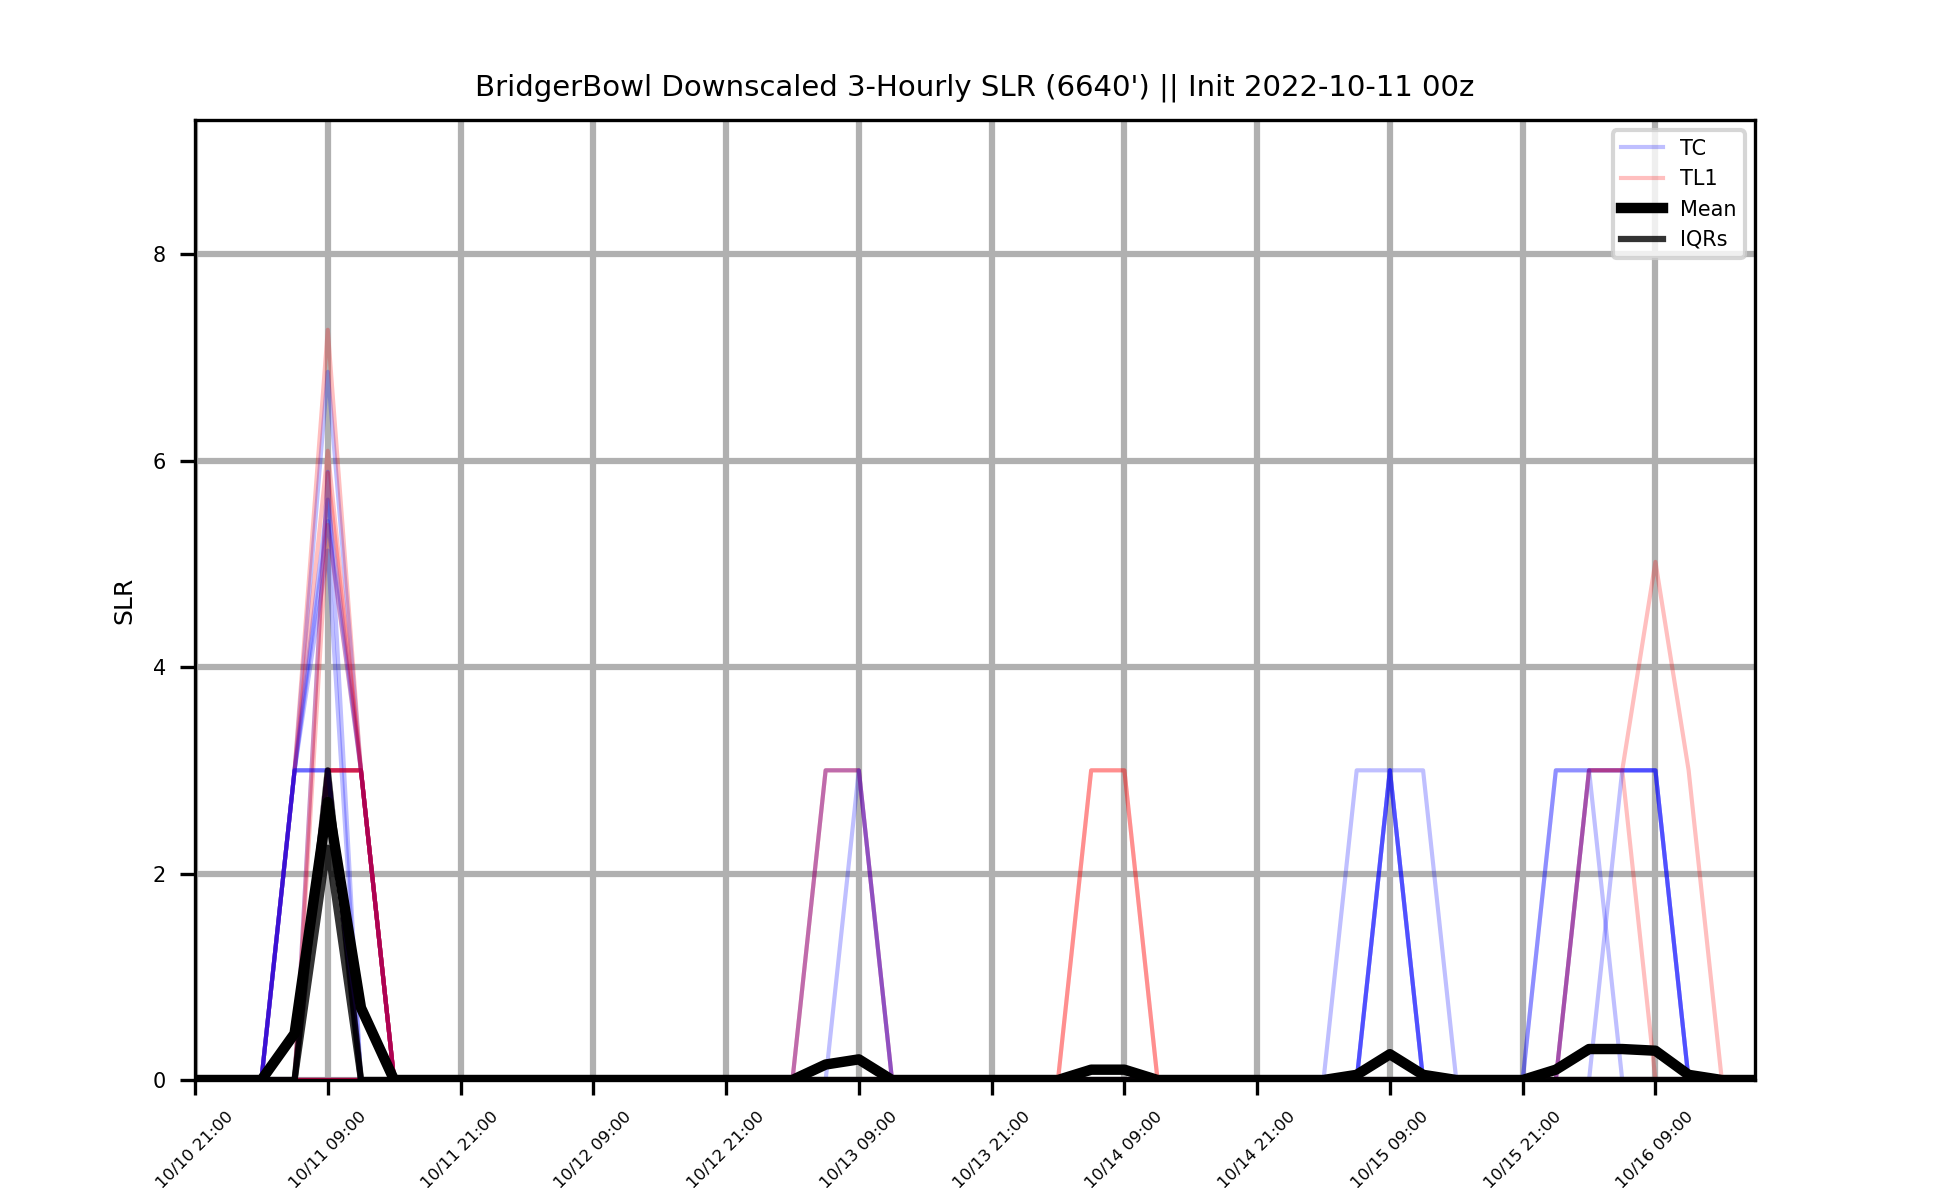 BridgerBowl Downscaled 3-Hourly SLR (6640') || Init 2022-10-11 00z
TC
TL1
Mean
IQRs
8
6
4
2
0
SLR
10/10 21:00
10/11 09:00
10/11 21:00
10/12 09:00
10/12 21:00
10/13 09:00
10/13 21:00
10/14 09:00
10/14 21:00
10/15 09:00
10/15 21:00
10/16 09:00